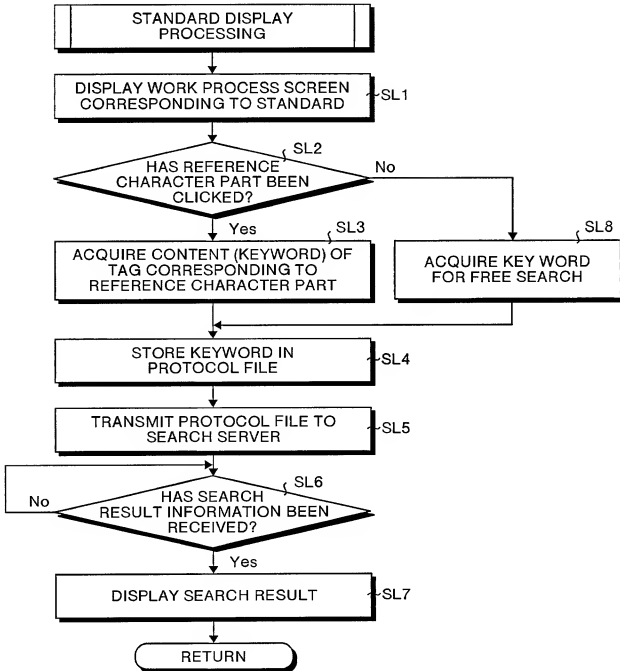 STANDARD DISPLAY
PROCESSING
DISPLAY WORK PROCESS SCREEN
CORRESPONDING TO STANDARD
SL1
SL2
HAS REFERENCE
CHARACTER PART BEEN
CLICKED?
No
Yes
SL3
ACQUIRE CONTENT (KEYWORD) OF
TAG CORRESPONDING TO
REFERENCE CHARACTER PART
SL8
ACQUIRE KEY WORD
FOR FREE SEARCH
STORE KEYWORD IN
PROTOCOL FILE
SL4
TRANSMIT PROTOCOL FILE TO
SEARCH SERVER
SL5
SL6
HAS SEARCH
RESULT INFORMATION BEEN
RECEIVED?
No
Yes
DISPLAY SEARCH RESULT
SL7
RETURN